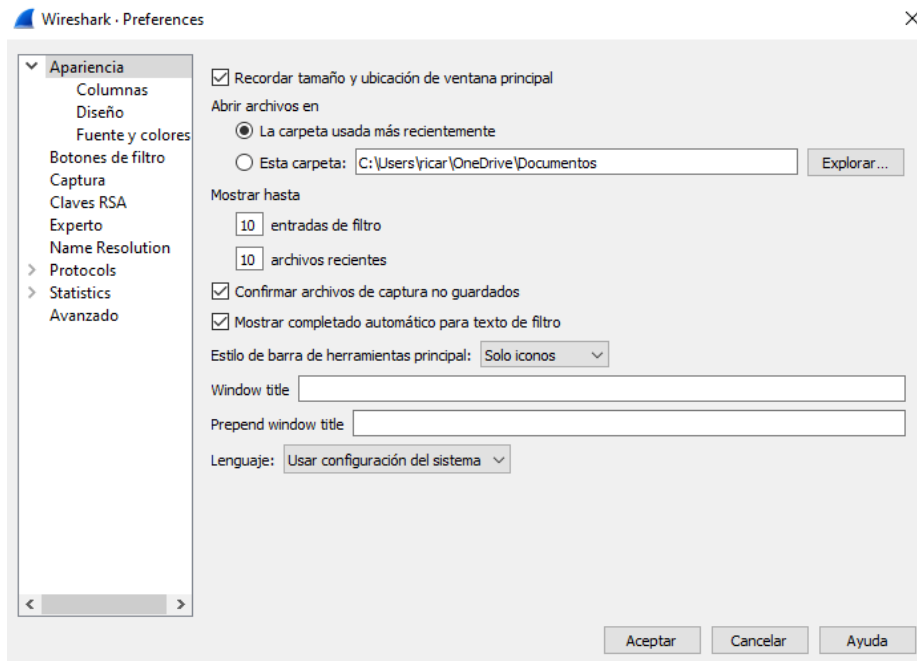 Wireshark · Preferences
Apariencia
Columnas
Diseño
Fuente y colores
Botones de filtro
Captura
Claves RSA
Experto
Name Resolution
Protocols
Statistics
Avanzado
Recordar tamaño y ubicación de ventana principal
Abrir archivos en
La carpeta usada más recientemente
Esta carpeta: C:\Users\ricar\OneDrive\Documentos Explorar...
Mostrar hasta
10 entradas de filtro
10 archivos recientes
Confirmar archivos de captura no guardados
Mostrar completado automático para texto de filtro
Estilo de barra de herramientas principal: Solo iconos
Window title
Prepend window title
Lenguaje: Usar configuración del sistema
Aceptar Cancelar Ayuda